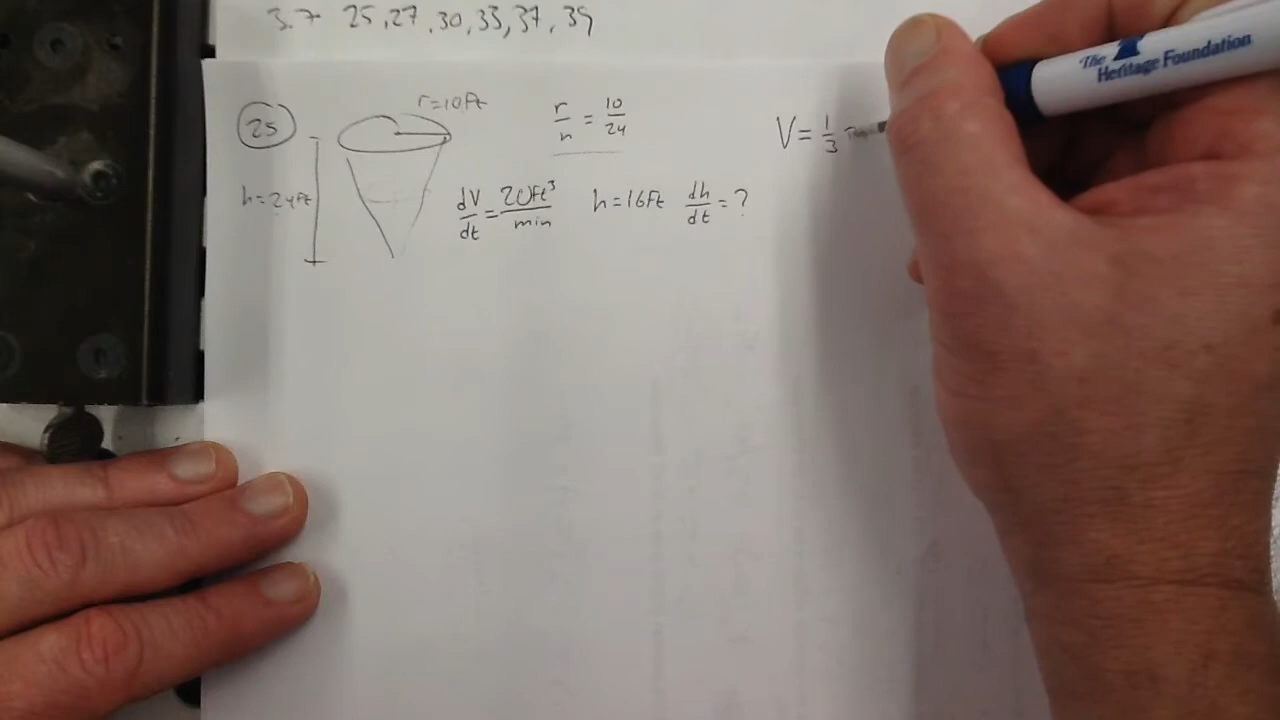 3.7 25, 27, 30, 33, 37, 39
25
r=10ft
r/h = 10/24
V = 1/3 π
h=24ft
dV/dt = 20ft³/min
h=16ft dh/dt = ?
The
Heritage Foundation